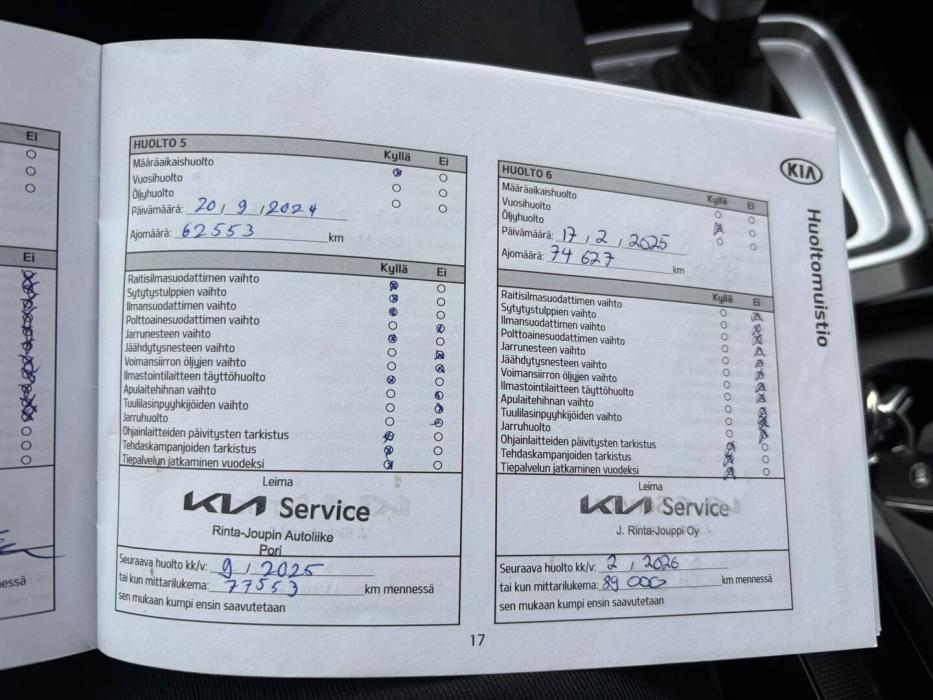 Ei
Ei
essä
HUOLTO 5
Kyllä Ei
Määräaikaishuolto
Vuosihuolto
Öljyhuolto
Päivämäärä: 20 / 9 / 2024
Ajomäärä: 62553 km
Kyllä Ei
Raitisilmasuodattimen vaihto
Sytytystulppien vaihto
Ilmansuodattimen vaihto
Polttoainesuodattimen vaihto
Jarrunesteen vaihto
Jäähdytysnesteen vaihto
Voimansiirron öljyjen vaihto
Ilmastointilaitteen täyttöhuolto
Apulaitehihnan vaihto
Tuulilasinpyyhkijöiden vaihto
Jarruhuolto
Ohjainlaitteiden päivitysten tarkistus
Tehdaskampanjoiden tarkistus
Tiepalvelun jatkaminen vuodeksi
Leima
KIA Service
Rinta-Joupin Autoliike
Pori
Seuraava huolto kk/v: 9 / 2025
tai kun mittarilukema: 77553 km mennessä
sen mukaan kumpi ensin saavutetaan
HUOLTO 6
Kyllä Ei
Määräaikaishuolto
Vuosihuolto
Öljyhuolto
Päivämäärä: 17 / 2 / 2025
Ajomäärä: 74 627 km
Kyllä Ei
Raitisilmasuodattimen vaihto
Sytytystulppien vaihto
Ilmansuodattimen vaihto
Polttoainesuodattimen vaihto
Jarrunesteen vaihto
Jäähdytysnesteen vaihto
Voimansiirron öljyjen vaihto
Ilmastointilaitteen täyttöhuolto
Apulaitehihnan vaihto
Tuulilasinpyyhkijöiden vaihto
Jarruhuolto
Ohjainlaitteiden päivitysten tarkistus
Tehdaskampanjoiden tarkistus
Tiepalvelun jatkaminen vuodeksi
Leima
KIA Service
J. Rinta-Jouppi Oy
Seuraava huolto kk/v: 2 / 2026
tai kun mittarilukema: 89 000 km mennessä
sen mukaan kumpi ensin saavutetaan
KIA
Huoltomuistio
17